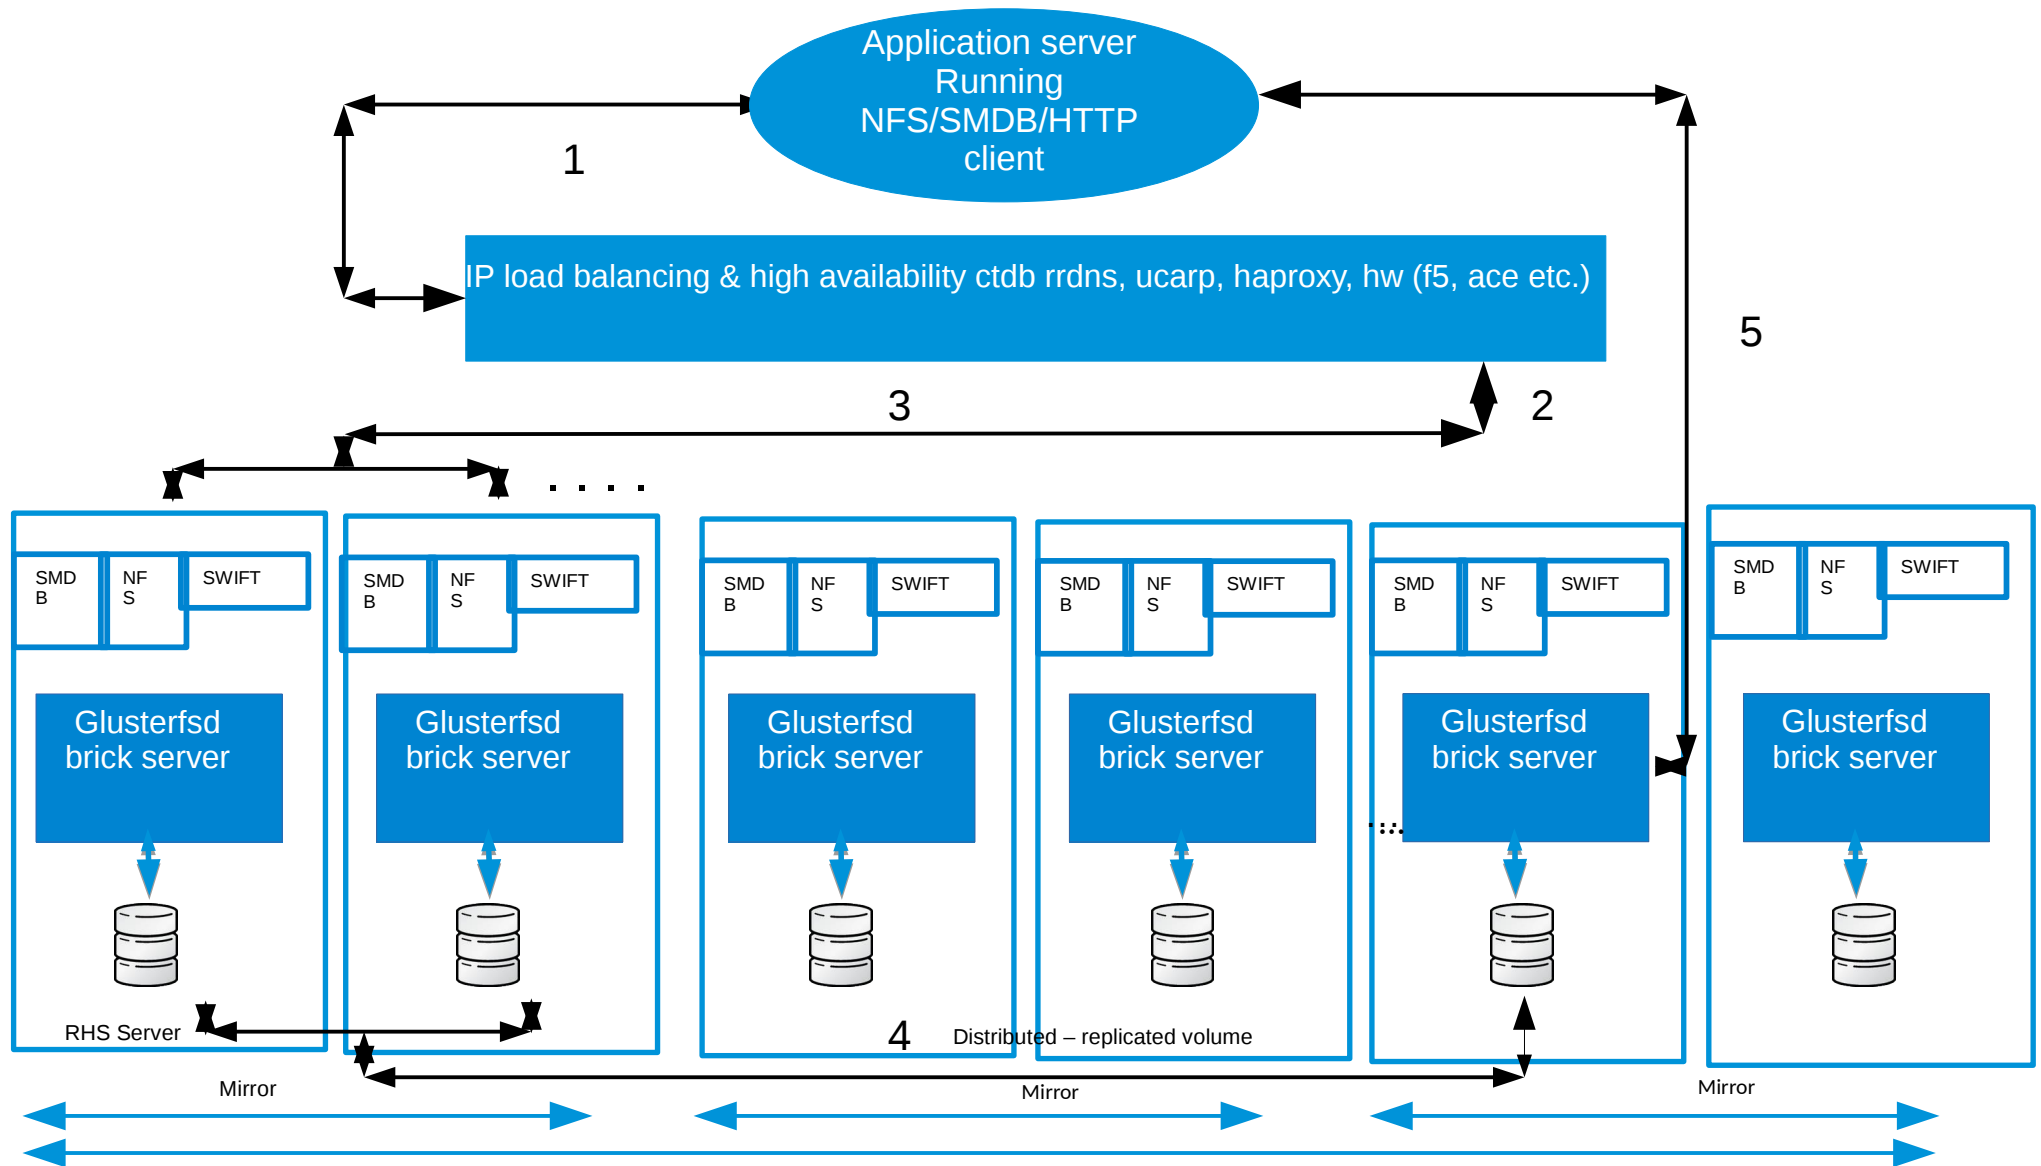 Application server
Running
NFS/SMDB/HTTP
client
1
IP load balancing & high availability ctdb rrdns, ucarp, haproxy, hw (f5, ace etc.)
5
3
2
. . . .
SMD
B
NF
S
SWIFT
SMD
B
NF
S
SWIFT
SMD
B
NF
S
SWIFT
SMD
B
NF
S
SWIFT
SMD
B
NF
S
SWIFT
SMD
B
NF
S
SWIFT
Glusterfsd
brick server
Glusterfsd
brick server
Glusterfsd
brick server
Glusterfsd
brick server
Glusterfsd
brick server
Glusterfsd
brick server
RHS Server
4
Distributed – replicated volume
Mirror
Mirror
Mirror